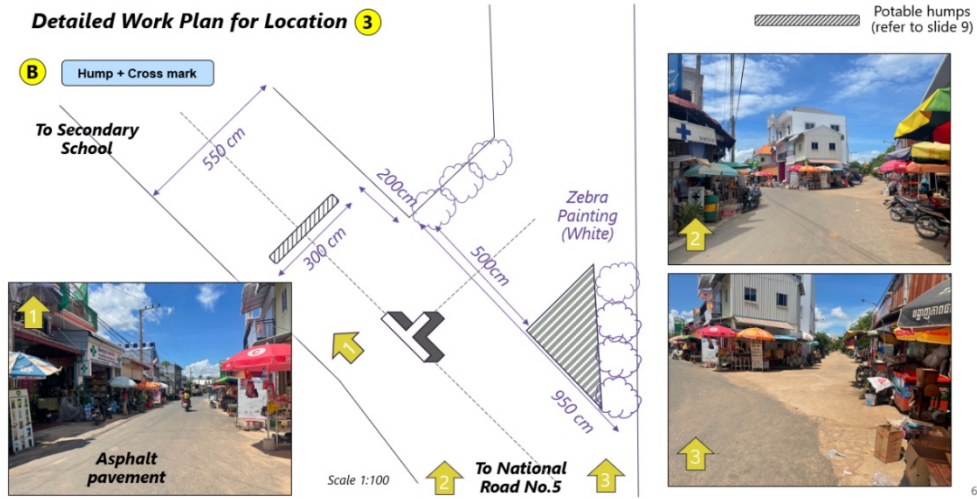 Detailed Work Plan for Location 3
Potable humps
(refer to slide 9)
B
Hump + Cross mark
To Secondary
School
550 cm
200cm
300 cm
500cm
950 cm
Zebra
Painting
(White)
1
1
2
3
2
3
Asphalt
pavement
Scale 1:100
To National
Road No.5
6